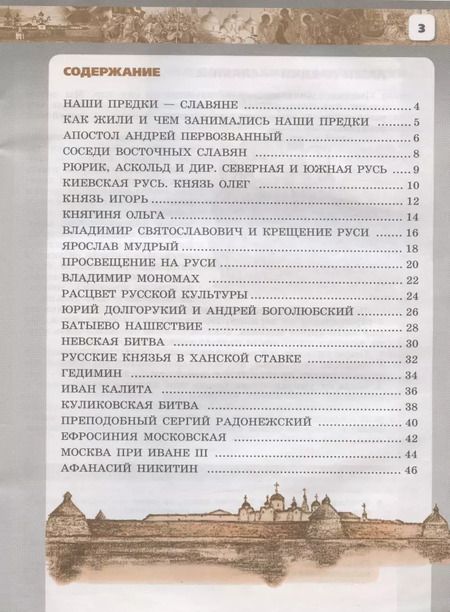 3
СОДЕРЖАНИЕ
НАШИ ПРЕДКИ — СЛАВЯНЕ 4
КАК ЖИЛИ И ЧЕМ ЗАНИМАЛИСЬ НАШИ ПРЕДКИ 5
АПОСТОЛ АНДРЕЙ ПЕРВОЗВАННЫЙ 6
СОСЕДИ ВОСТОЧНЫХ СЛАВЯН 8
РЮРИК, АСКОЛЬД И ДИР. СЕВЕРНАЯ И ЮЖНАЯ РУСЬ 9
КИЕВСКАЯ РУСЬ. КНЯЗЬ ОЛЕГ 10
КНЯЗЬ ИГОРЬ 12
КНЯГИНЯ ОЛЬГА 14
ВЛАДИМИР СВЯТОСЛАВОВИЧ И КРЕЩЕНИЕ РУСИ 16
ЯРОСЛАВ МУДРЫЙ 18
ПРОСВЕЩЕНИЕ НА РУСИ 20
ВЛАДИМИР МОНОМАХ 22
РАСЦВЕТ РУССКОЙ КУЛЬТУРЫ 24
ЮРИЙ ДОЛГОРУКИЙ И АНДРЕЙ БОГОЛЮБСКИЙ 26
БАТЫЕВО НАШЕСТВИЕ 28
НЕВСКАЯ БИТВА 30
РУССКИЕ КНЯЗЬЯ В ХАНСКОЙ СТАВКЕ 32
ГЕДИМИН 34
ИВАН КАЛИТА 36
КУЛИКОВСКАЯ БИТВА 38
ПРЕПОДОБНЫЙ СЕРГИЙ РАДОНЕЖСКИЙ 40
ЕФРОСИНИЯ МОСКОВСКАЯ 42
МОСКВА ПРИ ИВАНЕ III 44
АФАНАСИЙ НИКИТИН 46